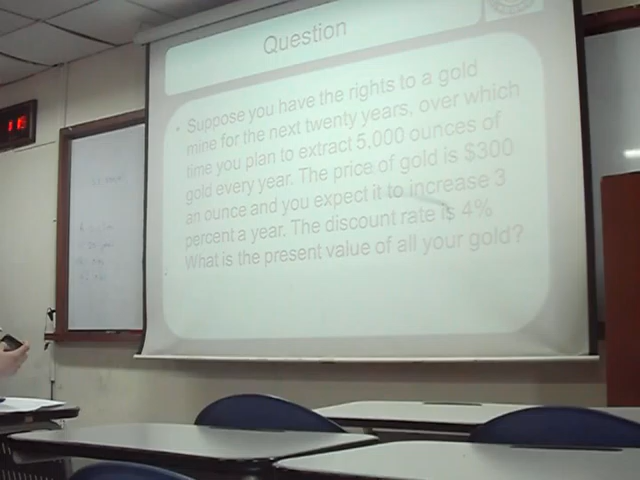 Question
• Suppose you have the rights to a gold
mine for the next twenty years, over which
time you plan to extract 5,000 ounces of
gold every year. The price of gold is $300
an ounce and you expect it to increase 3
percent a year. The discount rate is 4%
What is the present value of all your gold?